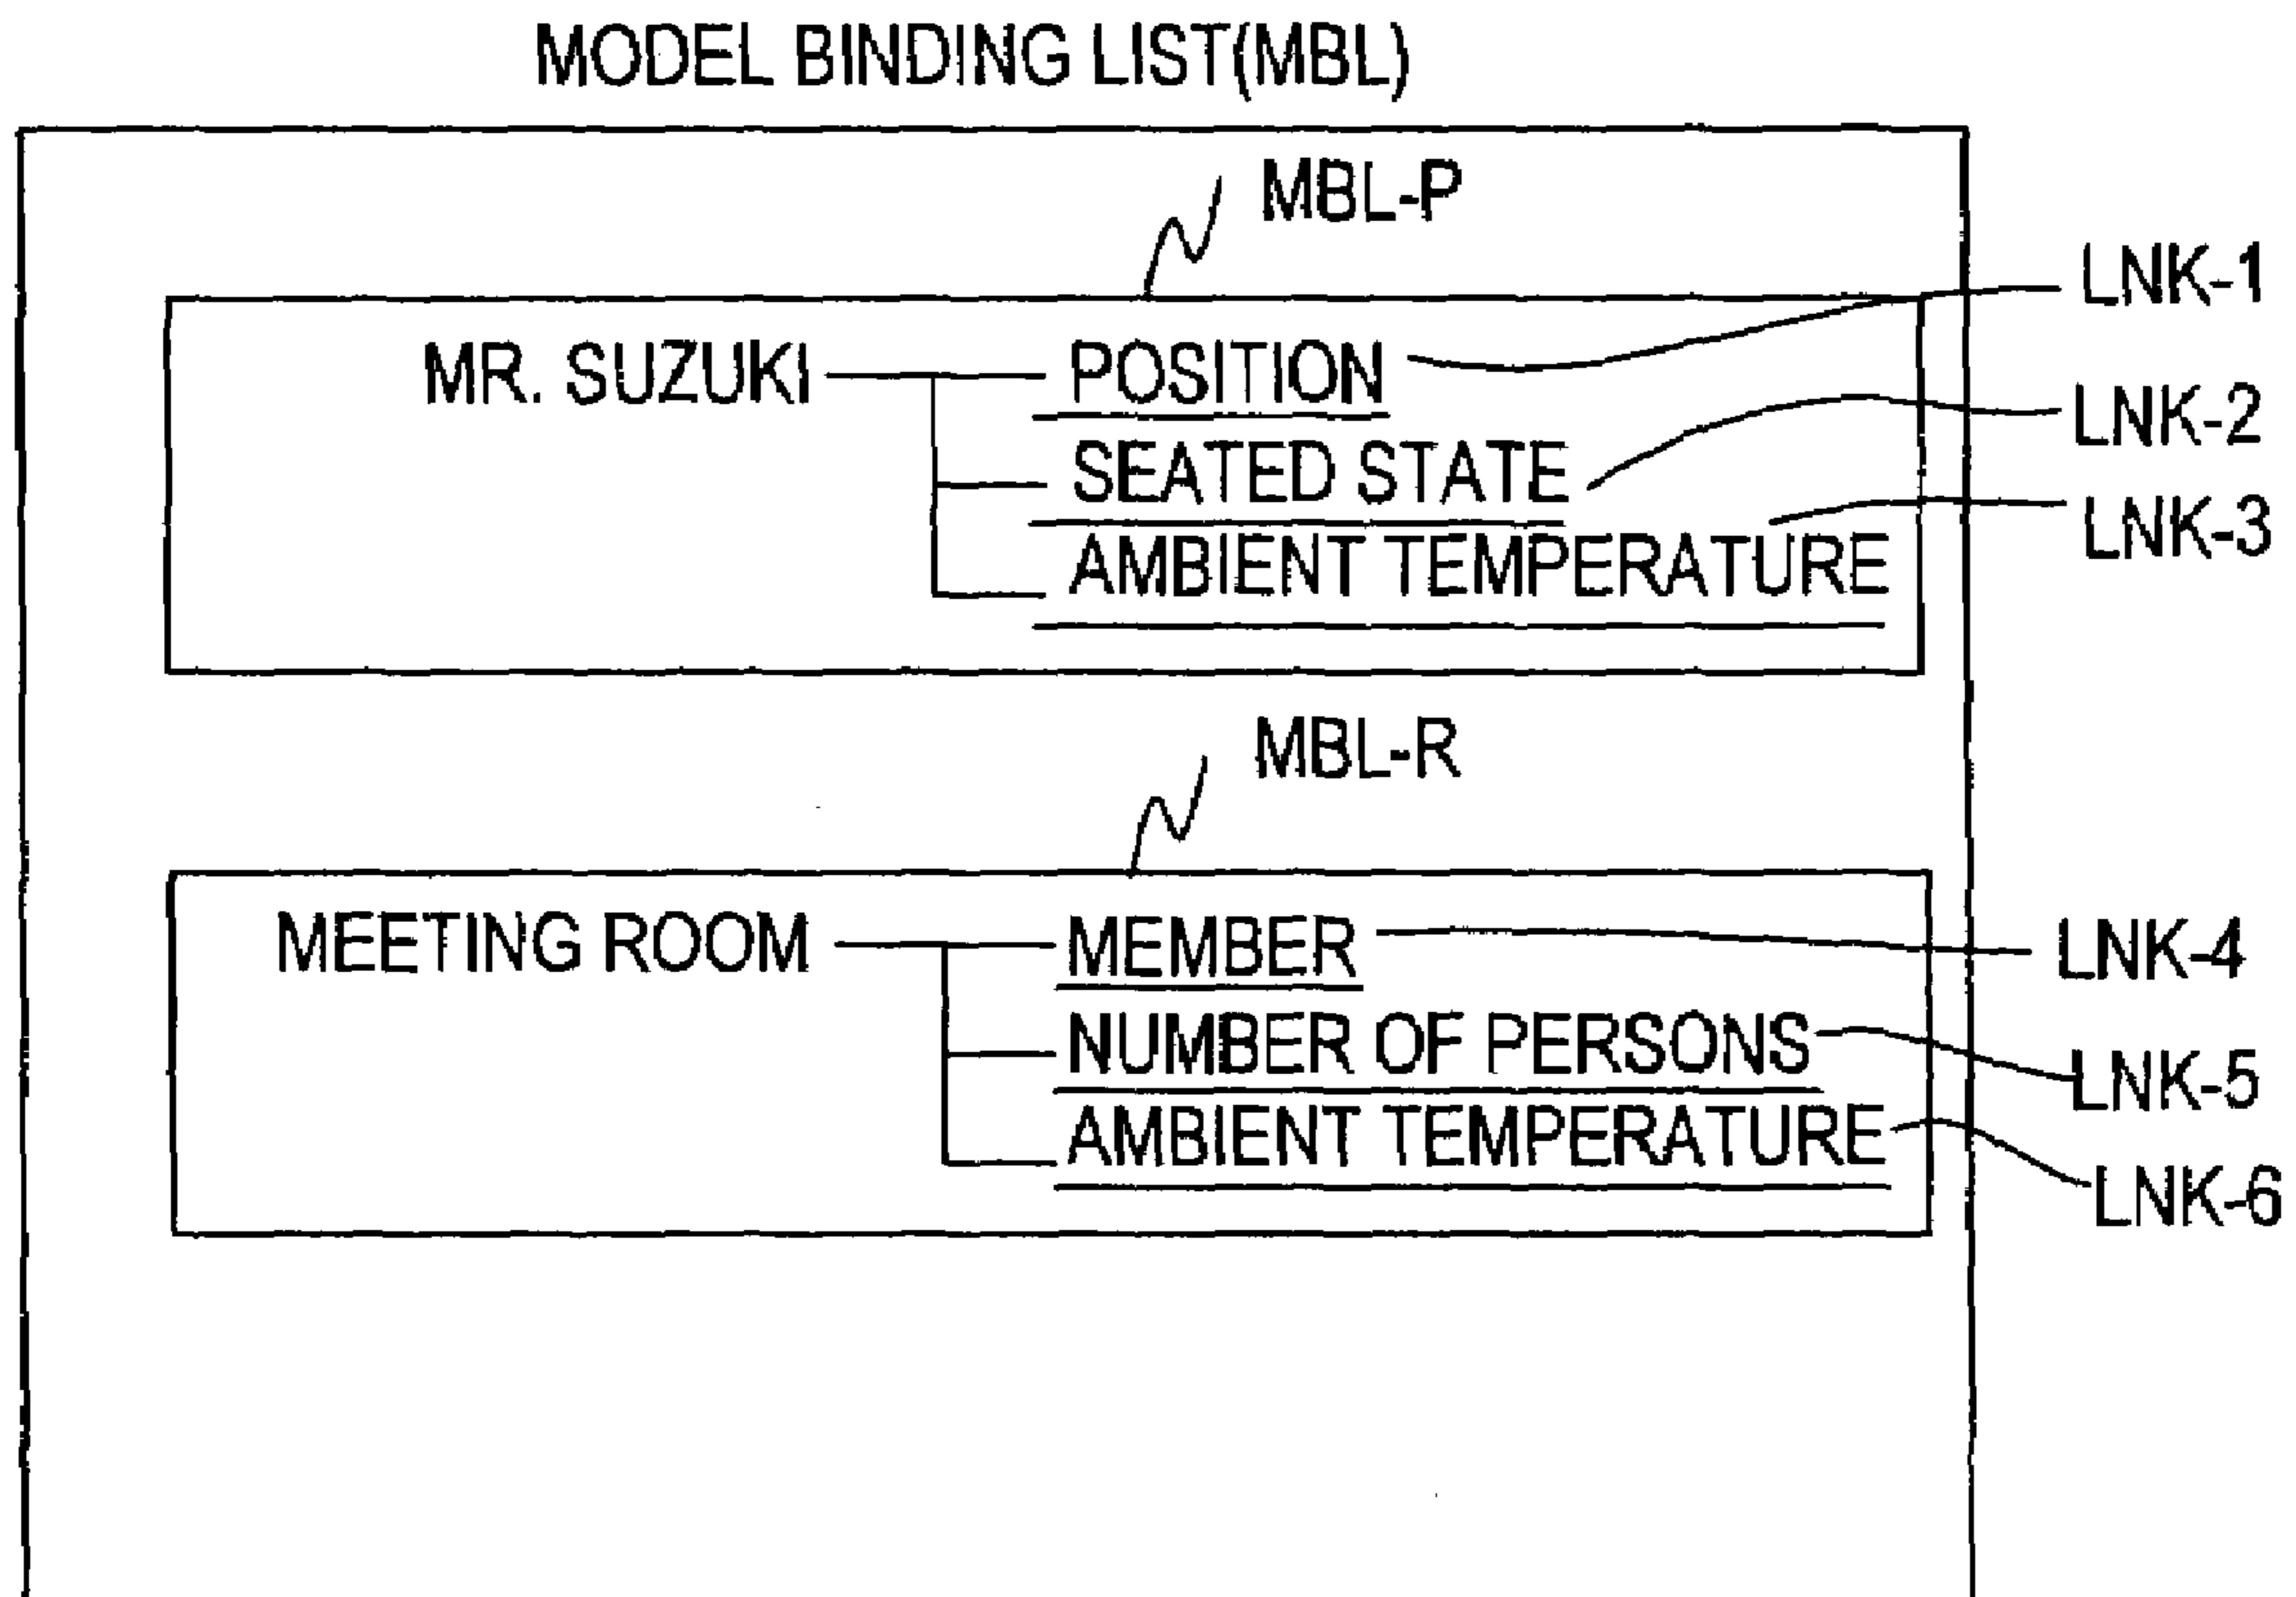 MODEL BINDING LIST(MBL)
MBL-P
LNK-1
MR. SUZUKI
POSITION
LNK-2
SEATED STATE
LNK-3
AMBIENT TEMPERATURE
MBL-R
MEETING ROOM
MEMBER
LNK-4
NUMBER OF PERSONS
LNK-5
AMBIENT TEMPERATURE
LNK-6